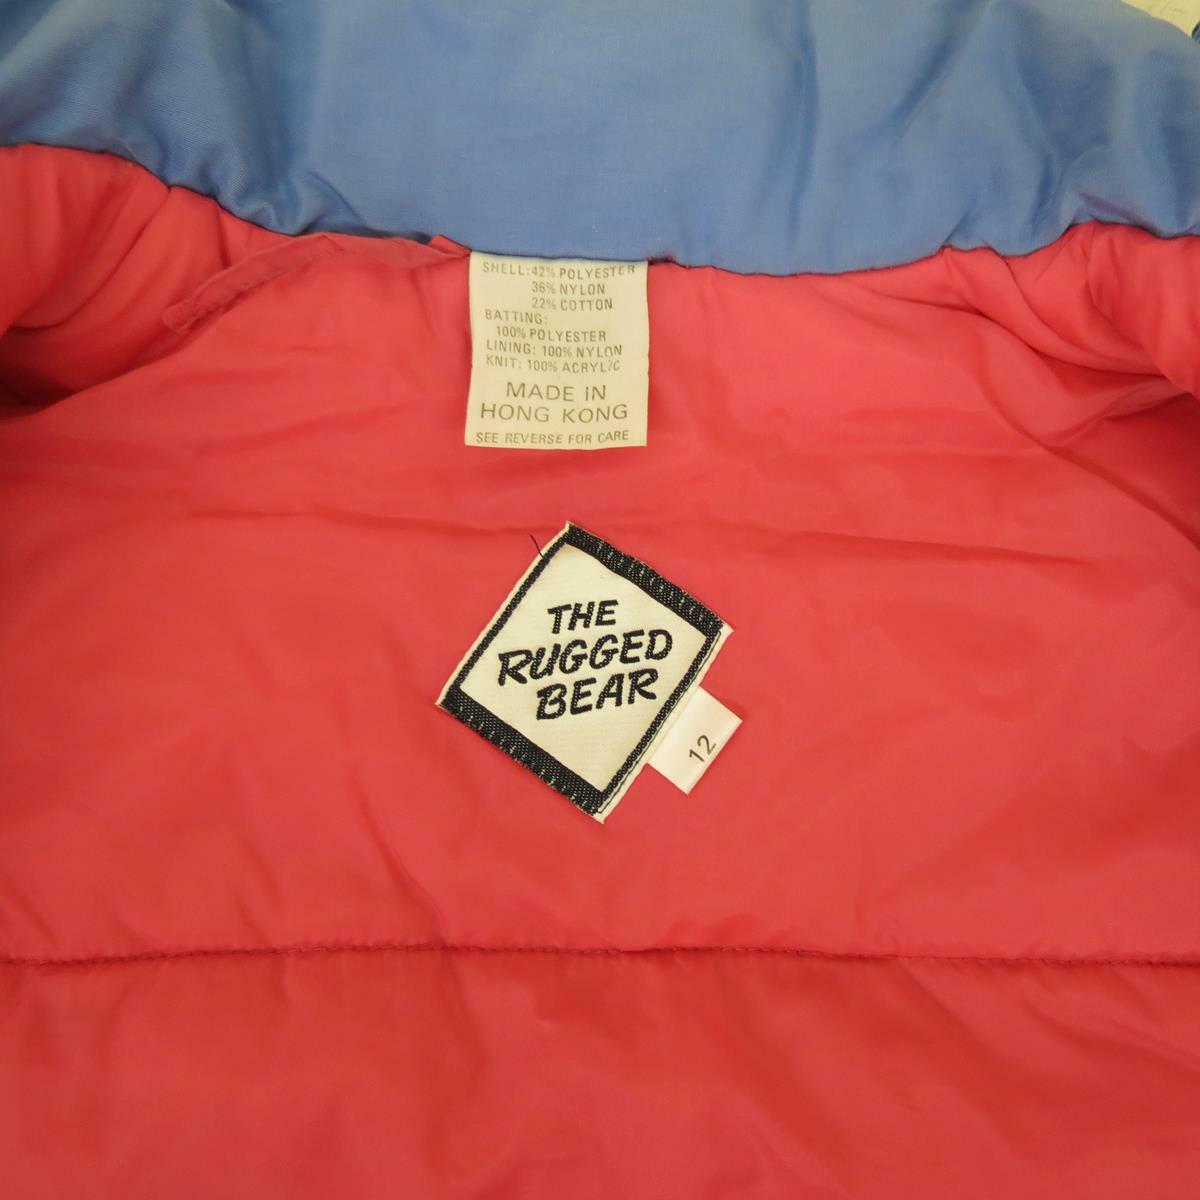 SHELL: 42% POLYESTER
36% NYLON
22% COTTON
BATTING:
100% POLYESTER
LINING: 100% NYLON
KNIT: 100% ACRYLIC
MADE IN
HONG KONG
SEE REVERSE FOR CARE
THE
RUGGED
BEAR
12